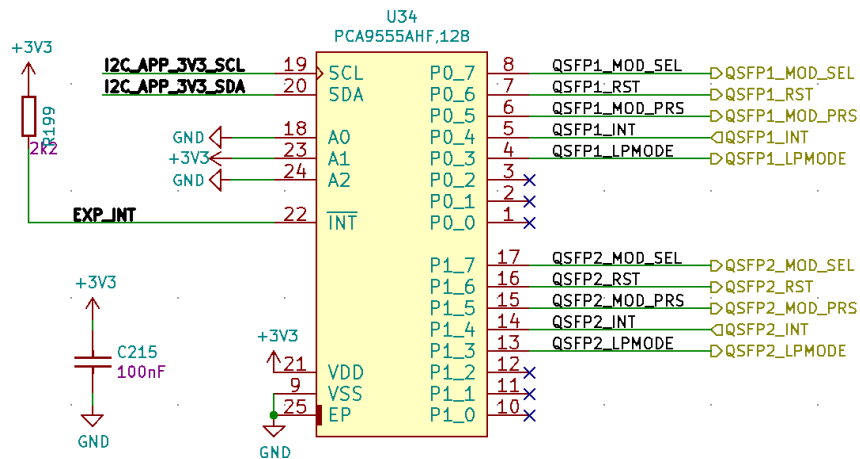 U34
PCA9555AHF,128
+3V3
I2C_APP_3V3_SCL 19 SCL P0_7 8 QSFP1_MOD_SEL QSFP1_MOD_SEL
I2C_APP_3V3_SDA 20 SDA P0_6 7 QSFP1_RST QSFP1_RST
P0_5 6 QSFP1_MOD_PRS QSFP1_MOD_PRS
R199
2k2
GND 18 A0 P0_4 5 QSFP1_INT QSFP1_INT
+3V3 23 A1 P0_3 4 QSFP1_LPMODE QSFP1_LPMODE
GND 24 A2 P0_2 3
P0_1 2
EXP_INT 22 INT P0_0 1
P1_7 17 QSFP2_MOD_SEL QSFP2_MOD_SEL
P1_6 16 QSFP2_RST QSFP2_RST
+3V3 P1_5 15 QSFP2_MOD_PRS QSFP2_MOD_PRS
P1_4 14 QSFP2_INT QSFP2_INT
+3V3
C215 P1_3 13 QSFP2_LPMODE QSFP2_LPMODE
100nF 21 VDD P1_2 12
9 VSS P1_1 11
25 EP P1_0 10
GND
GND